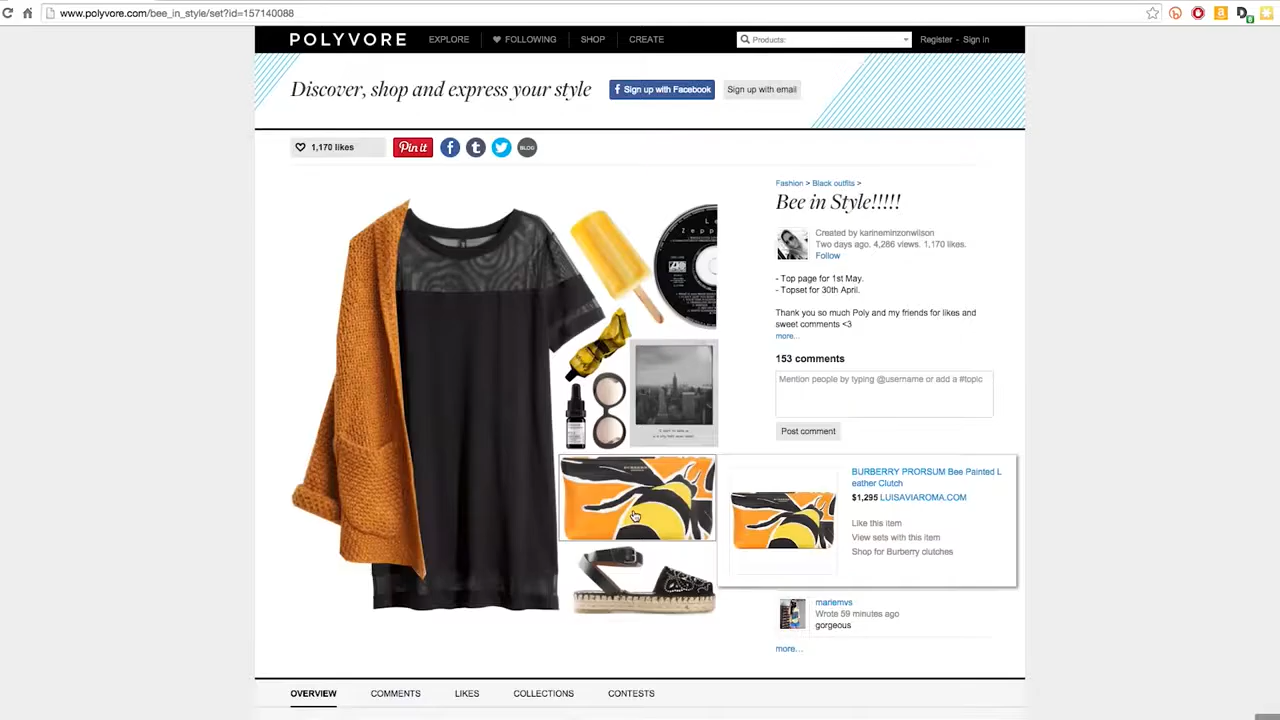 www.polyvore.com/bee_in_style/set?id=157140088
POLYVORE
EXPLORE
FOLLOWING
SHOP
CREATE
Products:
Register - Sign in
Discover, shop and express your style
f Sign up with Facebook
Sign up with email
1,170 likes
Pin it
f
t
BLOG
Fashion > Black outfits >
Bee in Style!!!!!
Created by karineminzonwilson
Two days ago. 4,286 views. 1,170 likes.
Follow
- Top page for 1st May.
- Topset for 30th April.
Thank you so much Poly and my friends for likes and
sweet comments <3
more...
153 comments
Mention people by typing @username or add a #topic
Post comment
BURBERRY PRORSUM Bee Painted L
eather Clutch
$1,295 LUISAVIAROMA.COM
Like this item
View sets with this item
Shop for Burberry clutches
mariemvs
Wrote 59 minutes ago
gorgeous
more...
OVERVIEW
COMMENTS
LIKES
COLLECTIONS
CONTESTS